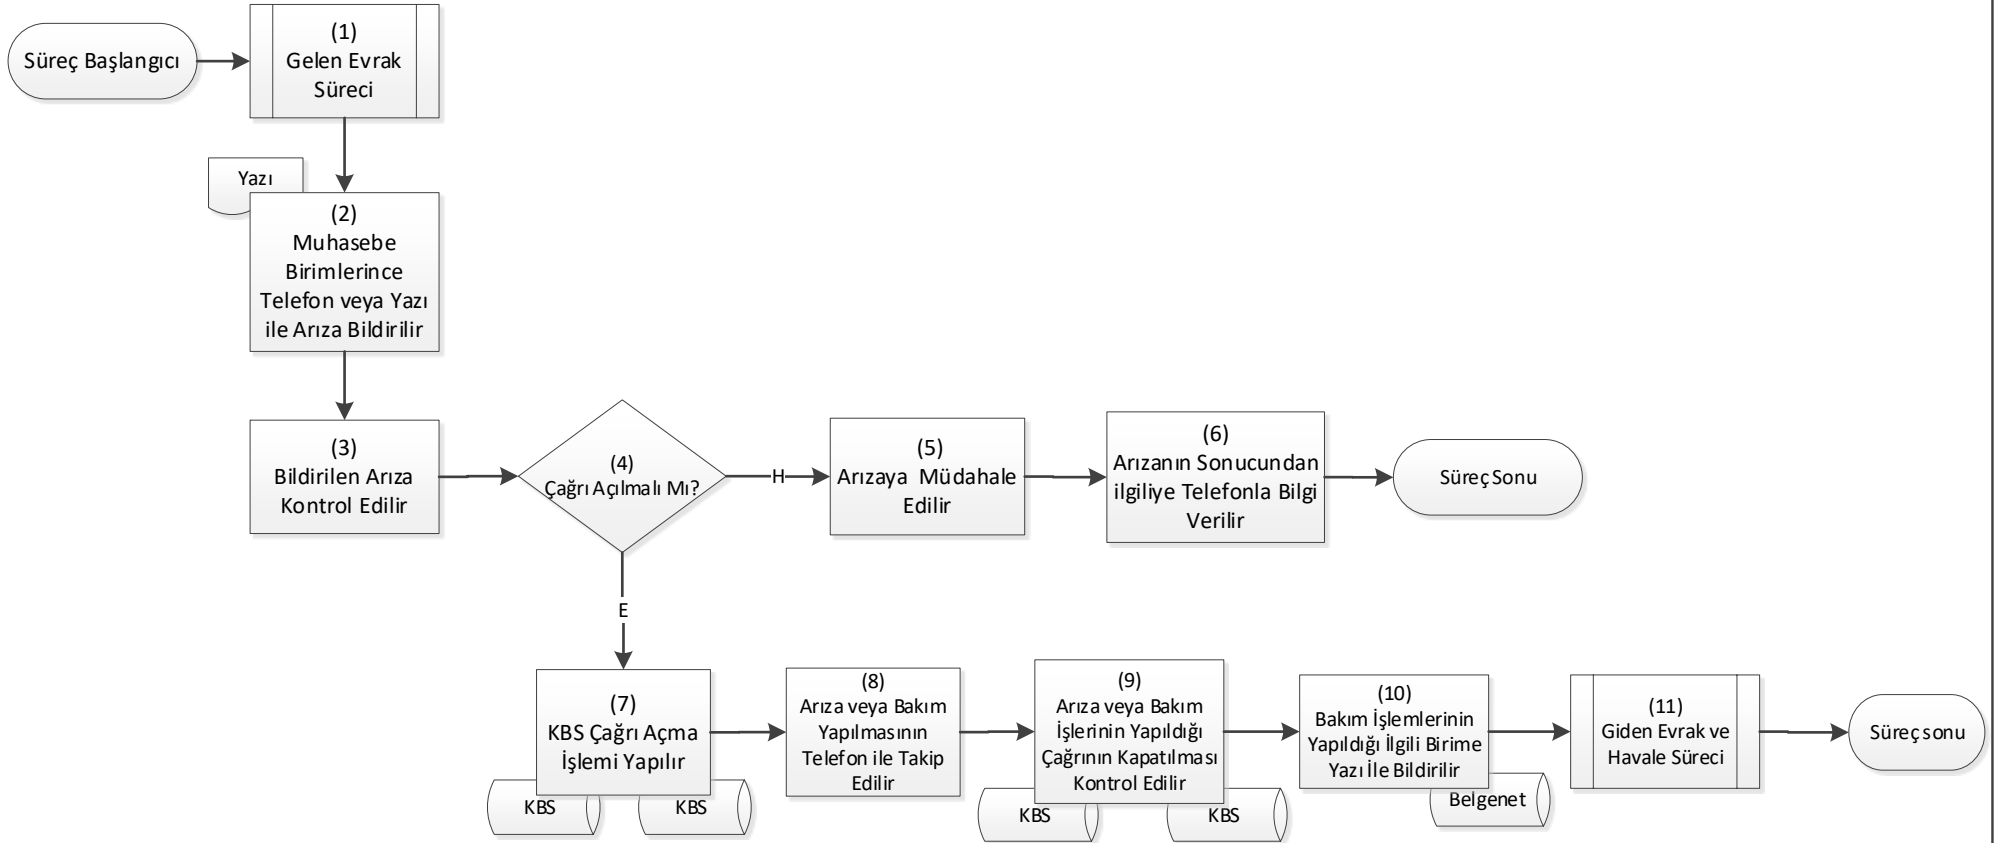 Süreç Başlangıcı
(1)
Gelen Evrak
Süreci
Yazı
(2)
Muhasebe
Birimlerince
Telefon veya Yazı
ile Arıza Bildirilir
(3)
Bildirilen Arıza
Kontrol Edilir
(4)
Çağrı Açılmalı Mı?
H
(5)
Arızaya Müdahale
Edilir
(6)
Arızanın Sonucundan
ilgiliye Telefonla Bilgi
Verilir
Süreç Sonu
E
(7)
KBS Çağrı Açma
İşlemi Yapılır
KBS
KBS
(8)
Arıza veya Bakım
Yapılmasının
Telefon ile Takip
Edilir
(9)
Arıza veya Bakım
İşlerinin Yapıldığı
Çağrının Kapatılması
Kontrol Edilir
KBS
KBS
(10)
Bakım İşlemlerinin
Yapıldığı İlgili Birime
Yazı İle Bildirilir
Belgenet
(11)
Giden Evrak ve
Havale Süreci
Süreç sonu